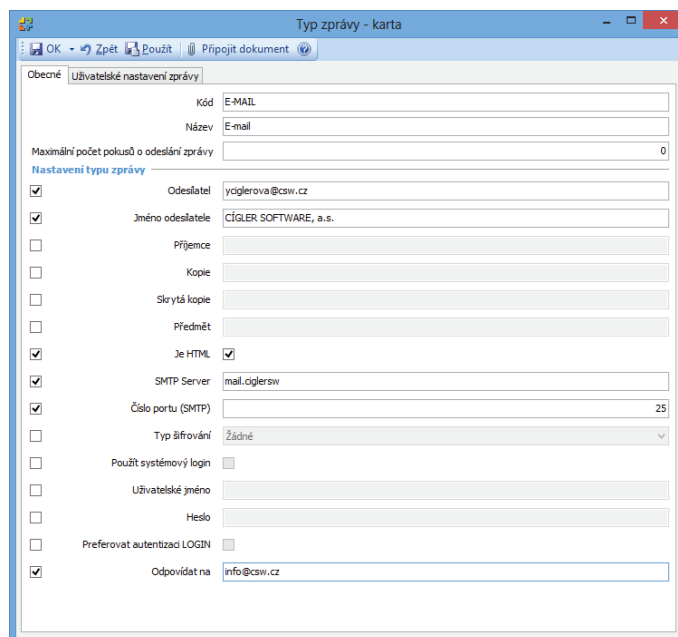 Typ zprávy - karta
OK Zpět Použít Připojit dokument
Obecné Uživatelské nastavení zprávy
Kód E-MAIL
Název E-mail
Maximální počet pokusů o odeslání zprávy 0
Nastavení typu zprávy
Odesílatel yciglerova@csw.cz
Jméno odesílatele CÍGLER SOFTWARE, a.s.
Příjemce
Kopie
Skrytá kopie
Předmět
Je HTML
SMTP Server mail.ciglersw
Číslo portu (SMTP) 25
Typ šifrování Žádné
Použít systémový login
Uživatelské jméno
Heslo
Preferovat autentizaci LOGIN
Odpovídat na info@csw.cz